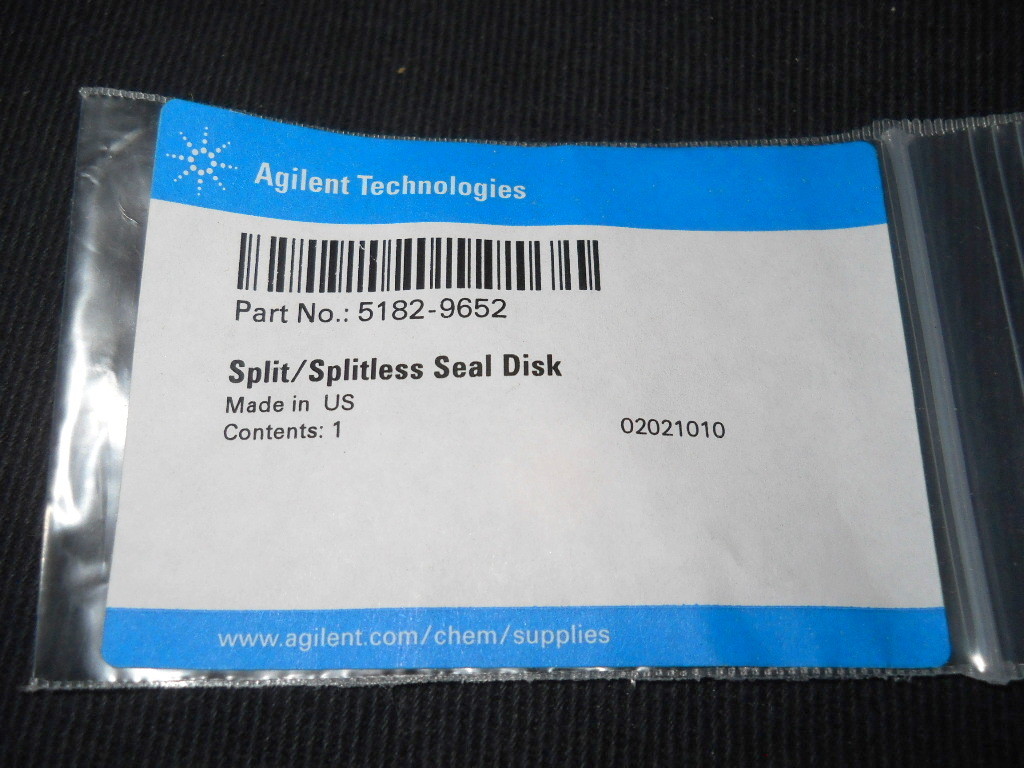 Agilent Technologies
Part No.: 5182-9652
Split/Splitless Seal Disk
Made in US
Contents: 1 02021010
www.agilent.com/chem/supplies